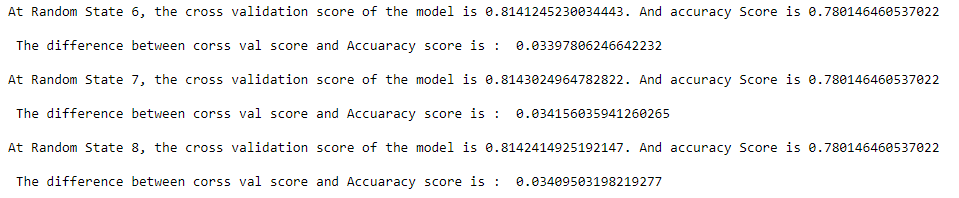 At Random State 6, the cross validation score of the model is 0.8141245230034443. And accuracy Score is 0.780146460537022
The difference between corss val score and Accuaracy score is :  0.03397806246642232
At Random State 7, the cross validation score of the model is 0.8143024964782822. And accuracy Score is 0.780146460537022
The difference between corss val score and Accuaracy score is :  0.034156035941260265
At Random State 8, the cross validation score of the model is 0.8142414925192147. And accuracy Score is 0.780146460537022
The difference between corss val score and Accuaracy score is :  0.03409503198219277